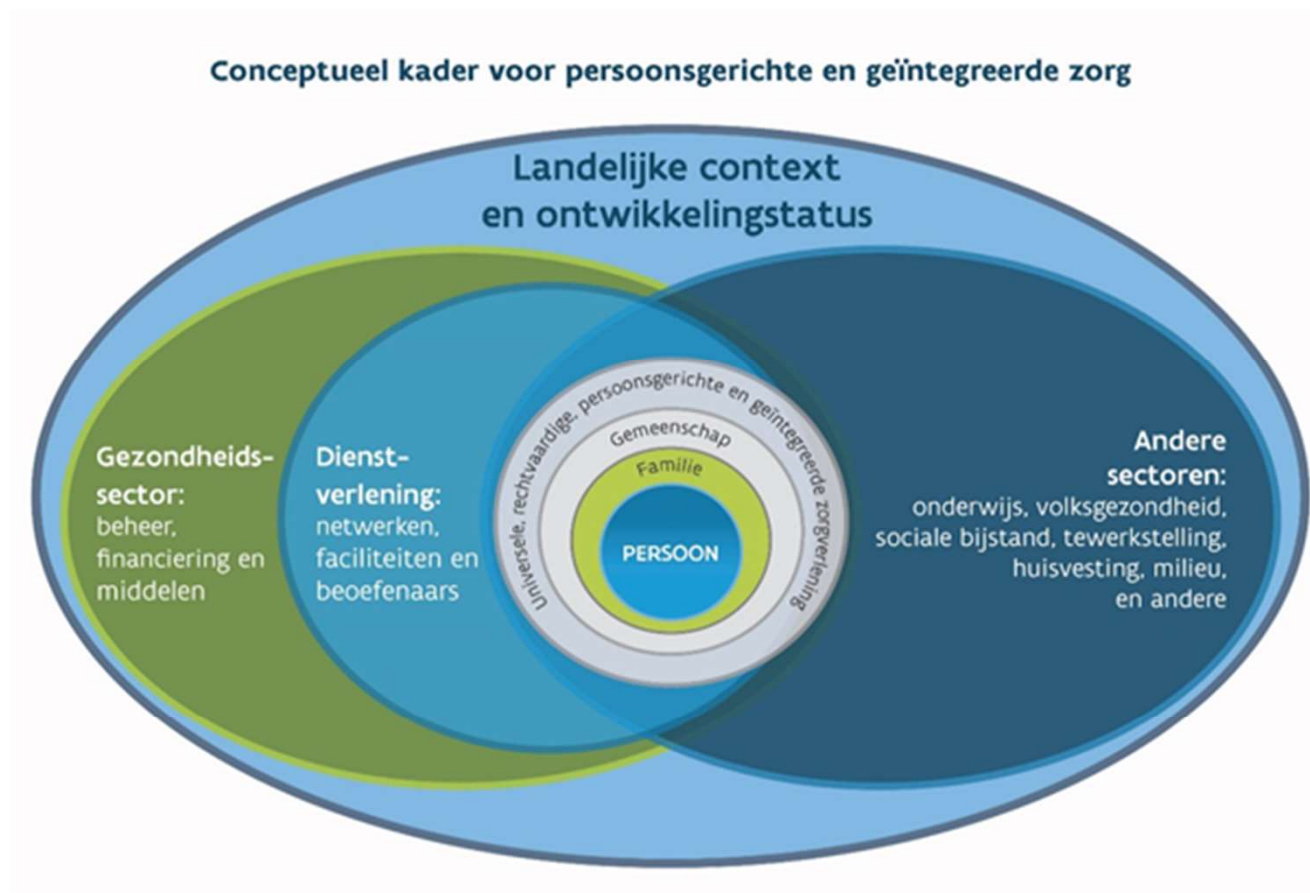 Conceptueel kader voor persoonsgerichte en geïntegreerde zorg
Landelijke context
en ontwikkelingstatus
Gezondheids-
sector:
beheer,
financiering en
middelen
Dienst-
verlening:
netwerken,
faciliteiten en
beoefenaars
Universele, rechtvaardige, persoonsgerichte en geïntegreerde zorgverlening
Gemeenschap
Familie
PERSOON
Andere
sectoren:
onderwijs, volksgezondheid,
sociale bijstand, tewerkstelling,
huisvesting, milieu,
en andere